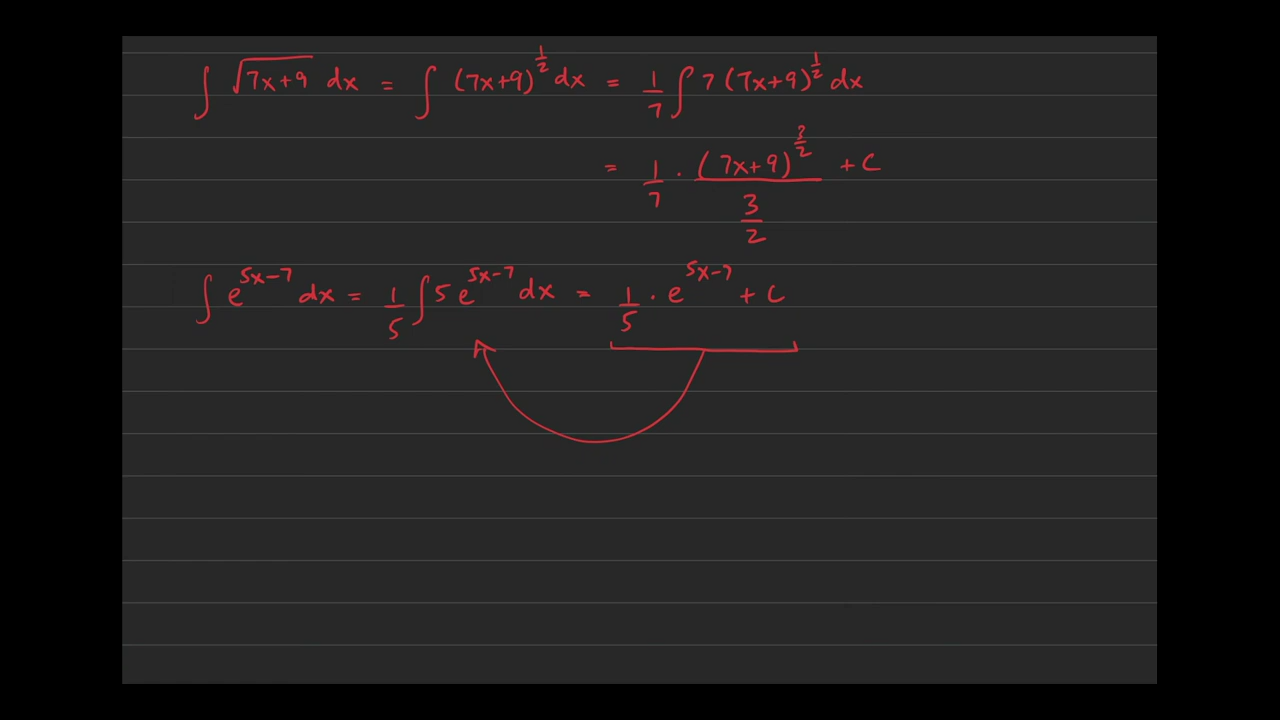 ∫ √(7x+9) dx = ∫ (7x+9)^(1/2) dx = 1/7 ∫ 7 (7x+9)^(1/2) dx
= 1/7 · (7x+9)^(3/2) / (3/2) + C
∫ e^(5x-7) dx = 1/5 ∫ 5 e^(5x-7) dx = 1/5 · e^(5x-7) + C